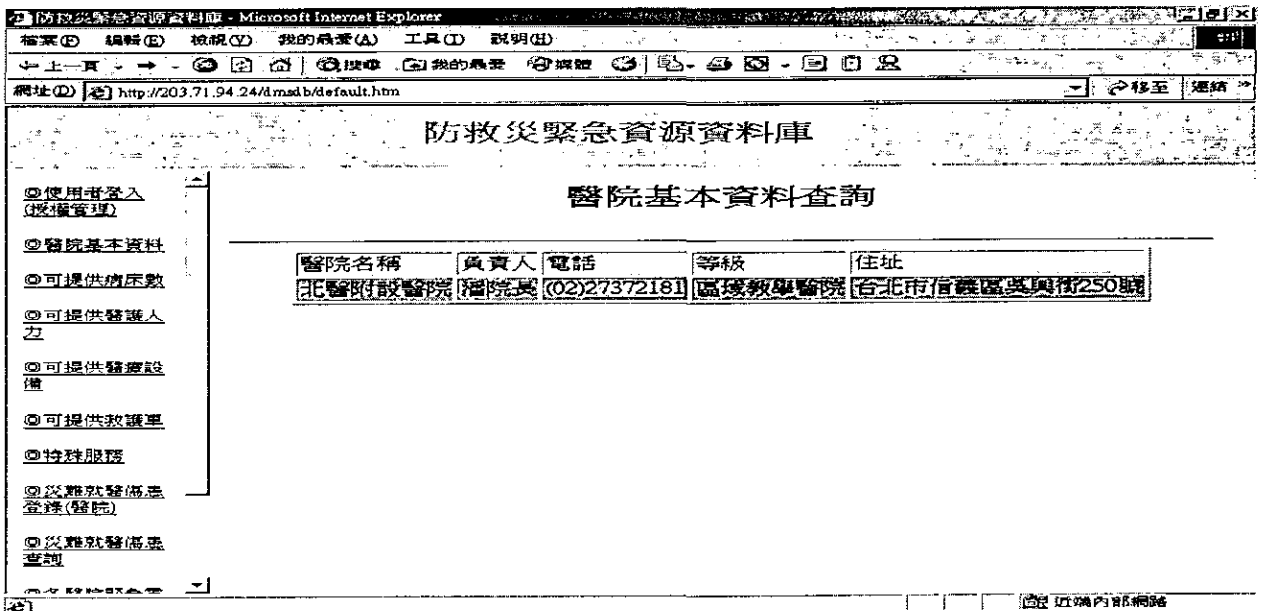 防救災緊急資源資料庫 - Microsoft Internet Explorer
檔案(F) 編輯(E) 檢視(V) 我的最愛(A) 工具(T) 說明(H)
上一頁 搜尋 我的最愛 媒體
網址(D) http://203.71.94.24/dmsdb/default.htm 移至 連結 »
防救災緊急資源資料庫
◎使用者登入
(授權管理)
◎醫院基本資料
◎可提供病床數
◎可提供醫護人
力
◎可提供醫療設
備
◎可提供救護車
◎特殊服務
◎災難就醫傷患
登錄(醫院)
◎災難就醫傷患
查詢
醫院基本資料查詢
醫院名稱 負責人 電話 等級 住址
北醫附設醫院 潘院長 (02)27372181 區域教學醫院 台北市信義區吳興街250號
近端內部網路